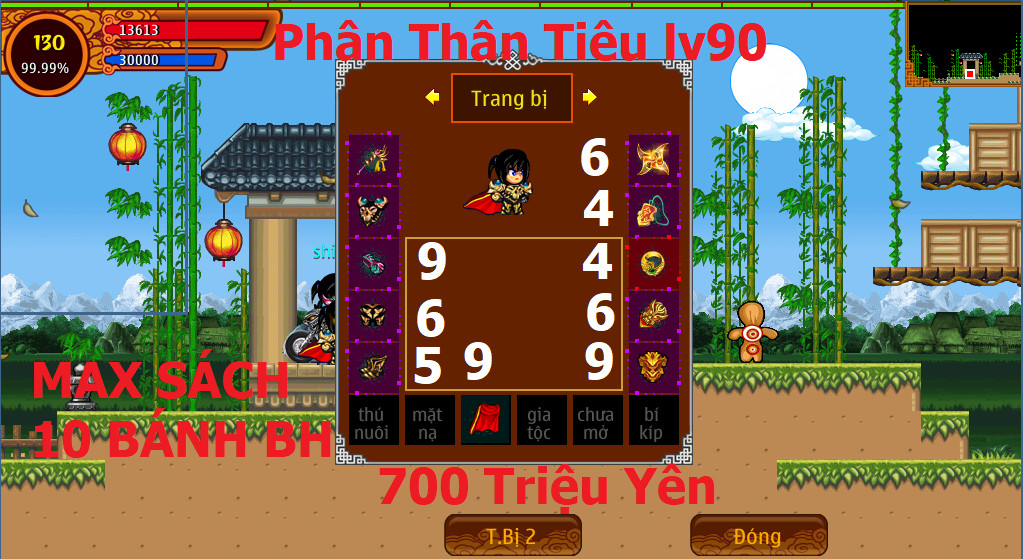 Phân Thân Tiêu lv90
130
99.99%
13613
30000
Trang bị
6
4
9
4
6
6
5
9
9
shi
MAX SÁCH
10 BÁNH BH
thú nuôi
mặt nạ
gia tộc
chưa mở
bí kíp
700 Triệu Yên
T.Bị 2
Đóng